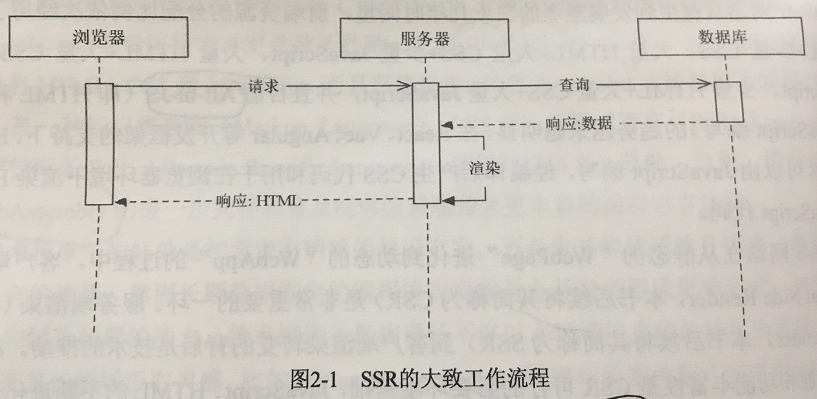 浏览器
服务器
数据库
请求
查询
响应:数据
渲染
响应: HTML
图2-1 SSR的大致工作流程